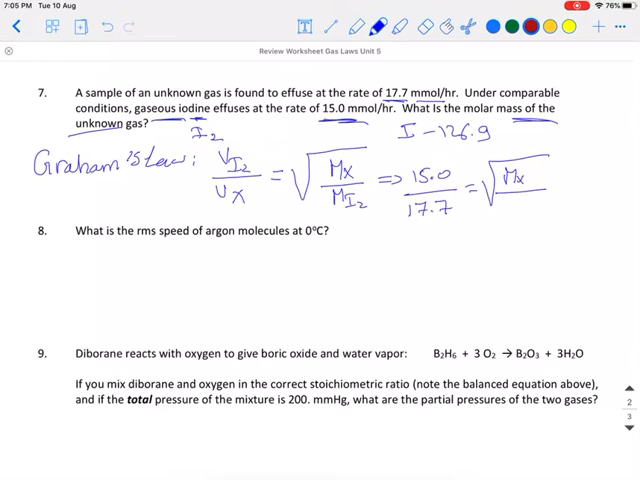 7:05 PM Tue 10 Aug
76%
Review Worksheet Gas Laws Unit 5
7. A sample of an unknown gas is found to effuse at the rate of 17.7 mmol/hr. Under comparable
conditions, gaseous iodine effuses at the rate of 15.0 mmol/hr. What Is the molar mass of the
unknown gas?
I2
I - 126.9
Graham's Law: VI2/Ux = √(Mx/MI2) ⇒ 15.0/17.7 = √(Mx
8. What is the rms speed of argon molecules at 0°C?
9. Diborane reacts with oxygen to give boric oxide and water vapor: B2H6 + 3 O2 → B2O3 + 3H2O
If you mix diborane and oxygen in the correct stoichiometric ratio (note the balanced equation above),
and if the total pressure of the mixture is 200. mmHg, what are the partial pressures of the two gases?
2
3